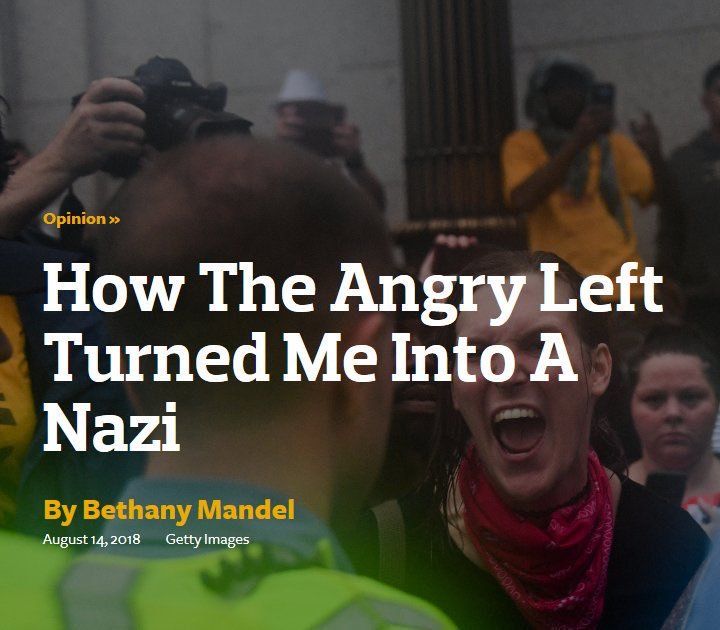 Opinion »
How The Angry Left
Turned Me Into A
Nazi
By Bethany Mandel
August 14, 2018 Getty Images